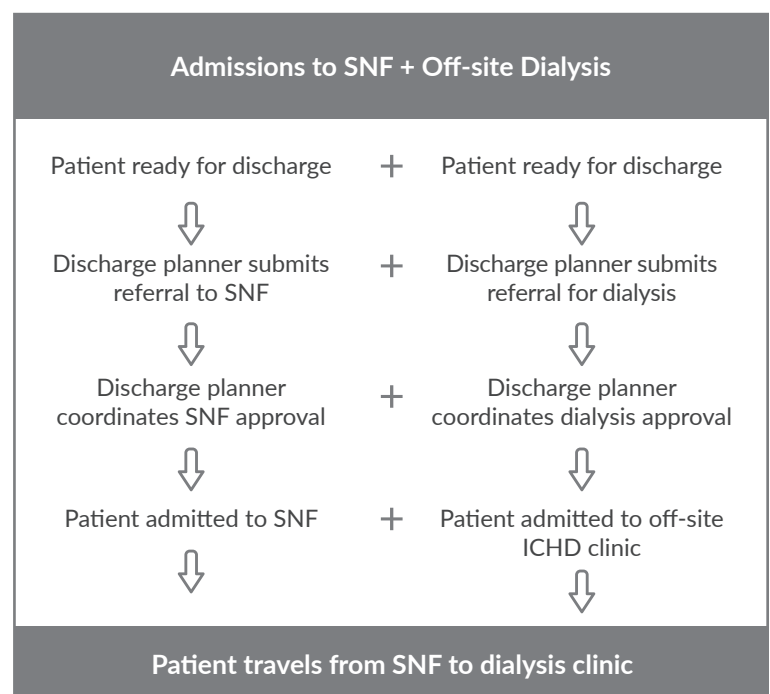 Admissions to SNF + Off-site Dialysis
Patient ready for discharge + Patient ready for discharge
Discharge planner submits
referral to SNF
+
Discharge planner submits
referral for dialysis
Discharge planner
coordinates SNF approval
+
Discharge planner
coordinates dialysis approval
Patient admitted to SNF
+
Patient admitted to off-site
ICHD clinic
Patient travels from SNF to dialysis clinic